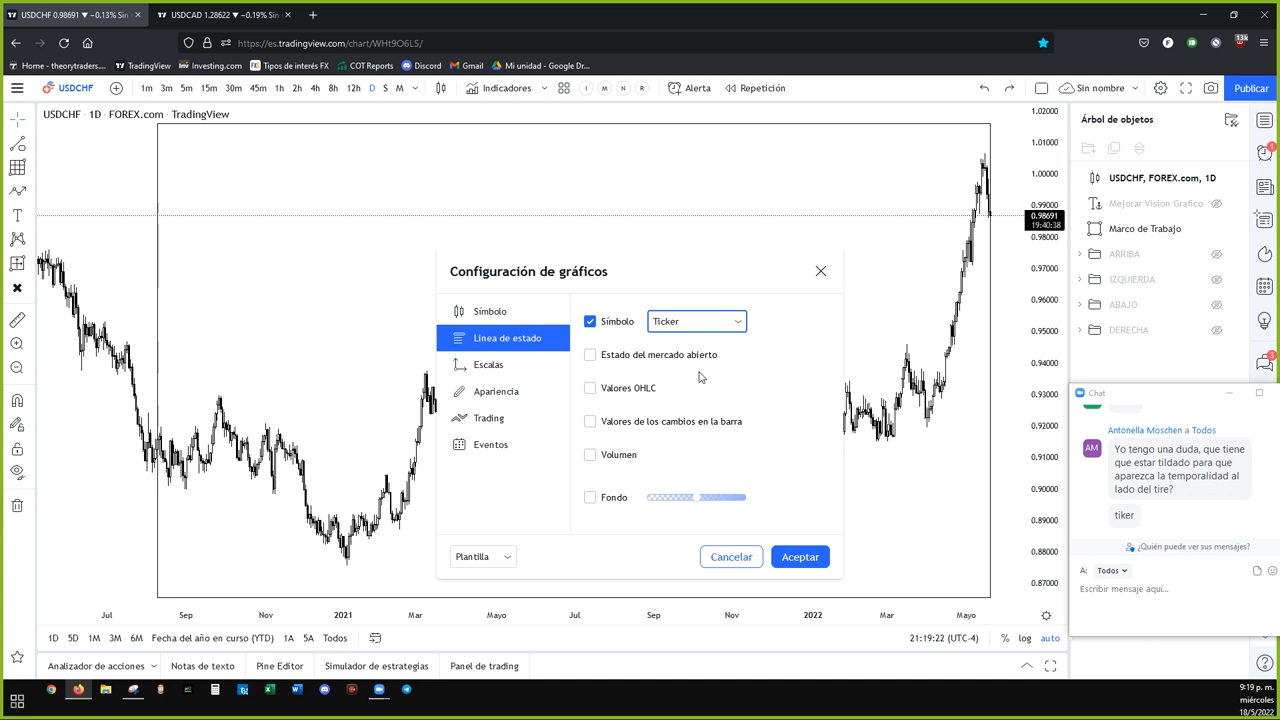 USDCHF 0.98691 ▼ −0.13% Sin
USDCAD 1.28622 ▼ −0.19% Sin
https://es.tradingview.com/chart/WHt9O6LS/
13k
Home - theorytraders....
TradingView
Investing.com
Tipos de interés FX
COT Reports
Discord
Gmail
Mi unidad - Google Dr...
USDCHF
1m 3m 5m 15m 30m 45m 1h 2h 4h 8h 12h D S M
Indicadores
I M N R
Alerta
Repetición
Sin nombre
Publicar
USDCHF · 1D · FOREX.com · TradingView
Árbol de objetos
USDCHF, FOREX.com, 1D
Mejorar Vision Grafico
Marco de Trabajo
ARRIBA
IZQUIERDA
ABAJO
DERECHA
1
3
1.02000
1.01000
1.00000
0.99000
0.98691
19:40:38
0.98000
0.97000
0.96000
0.95000
0.94000
0.93000
0.92000
0.91000
0.90000
0.89000
0.88000
0.87000
Configuración de gráficos
Símbolo
Línea de estado
Escalas
Apariencia
Trading
Eventos
Símbolo
Ticker
Estado del mercado abierto
Valores OHLC
Valores de los cambios en la barra
Volumen
Fondo
Plantilla
Cancelar
Aceptar
Chat
Antonella Moschen a Todos
AM
Yo tengo una duda, que tiene
que estar tildado para que
aparezca la temporalidad al
lado del tire?
tiker
¿Quién puede ver sus mensajes?
A: Todos
Escribir mensaje aquí...
Jul Sep Nov 2021 Mar Mayo Jul Sep Nov 2022 Mar Mayo
1D 5D 1M 3M 6M Fecha del año en curso (YTD) 1A 5A Todos
21:19:22 (UTC-4)
% log auto
Analizador de acciones
Notas de texto
Pine Editor
Simulador de estrategias
Panel de trading
9:19 p. m.
miércoles
18/5/2022